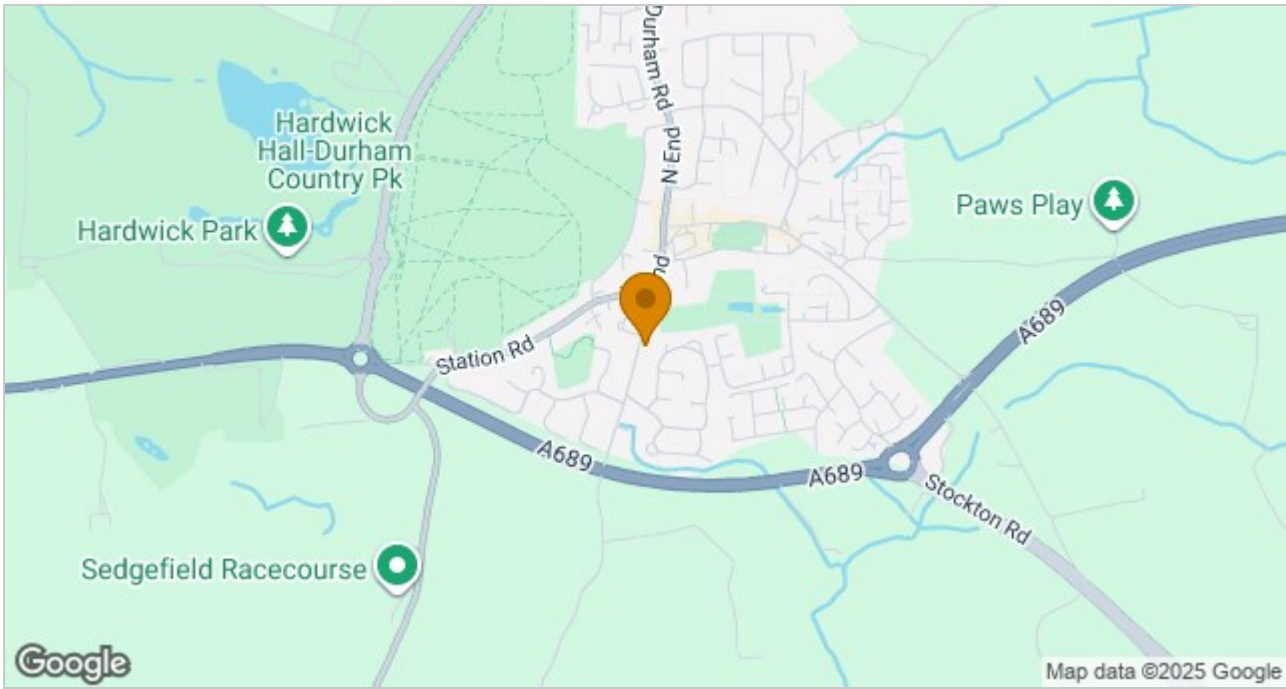 Durham Rd
N End
Hardwick
Hall-Durham
Country Pk
Hardwick Park
Paws Play
A689
Station Rd
A689
A689
Stockton Rd
Sedgefield Racecourse
Google
Map data ©2025 Google